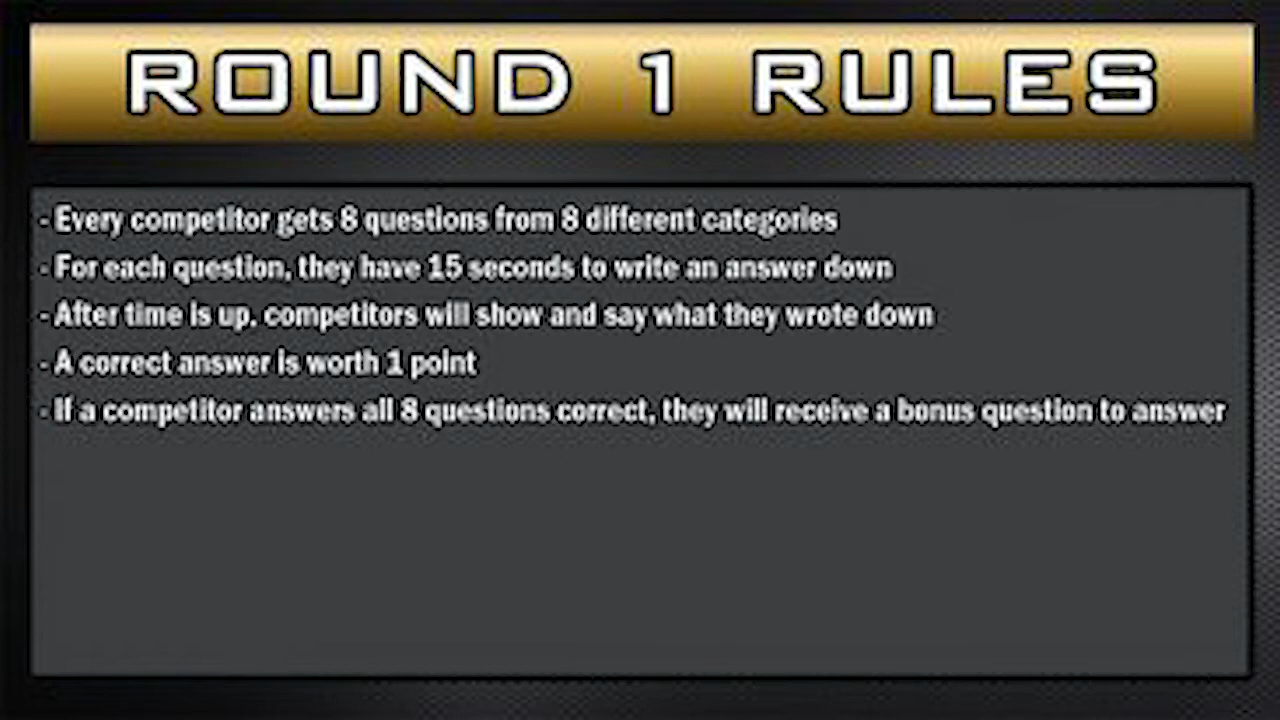 ROUND 1 RULES
- Every competitor gets 8 questions from 8 different categories
- For each question, they have 15 seconds to write an answer down
- After time is up, competitors will show and say what they wrote down
- A correct answer is worth 1 point
- If a competitor answers all 8 questions correct, they will receive a bonus question to answer